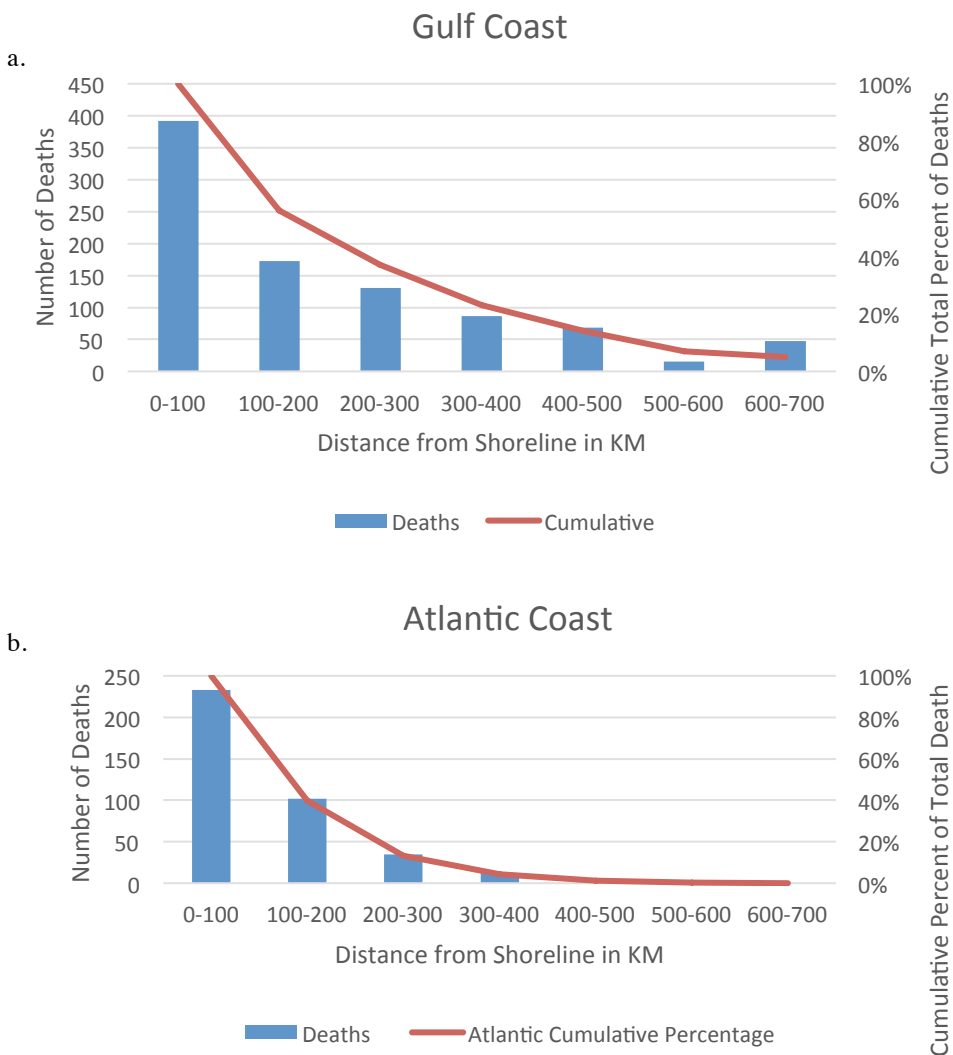 Gulf Coast
a.
Number of Deaths
450
400
350
300
250
200
150
100
50
0
100%
80%
60%
40%
20%
0%
Cumulative Total Percent of Deaths
0-100 100-200 200-300 300-400 400-500 500-600 600-700
Distance from Shoreline in KM
Deaths Cumulative
Atlantic Coast
b.
Number of Deaths
250
200
150
100
50
0
100%
80%
60%
40%
20%
0%
Cumulative Percent of Total Death
0-100 100-200 200-300 300-400 400-500 500-600 600-700
Distance from Shoreline in KM
Deaths Atlantic Cumulative Percentage